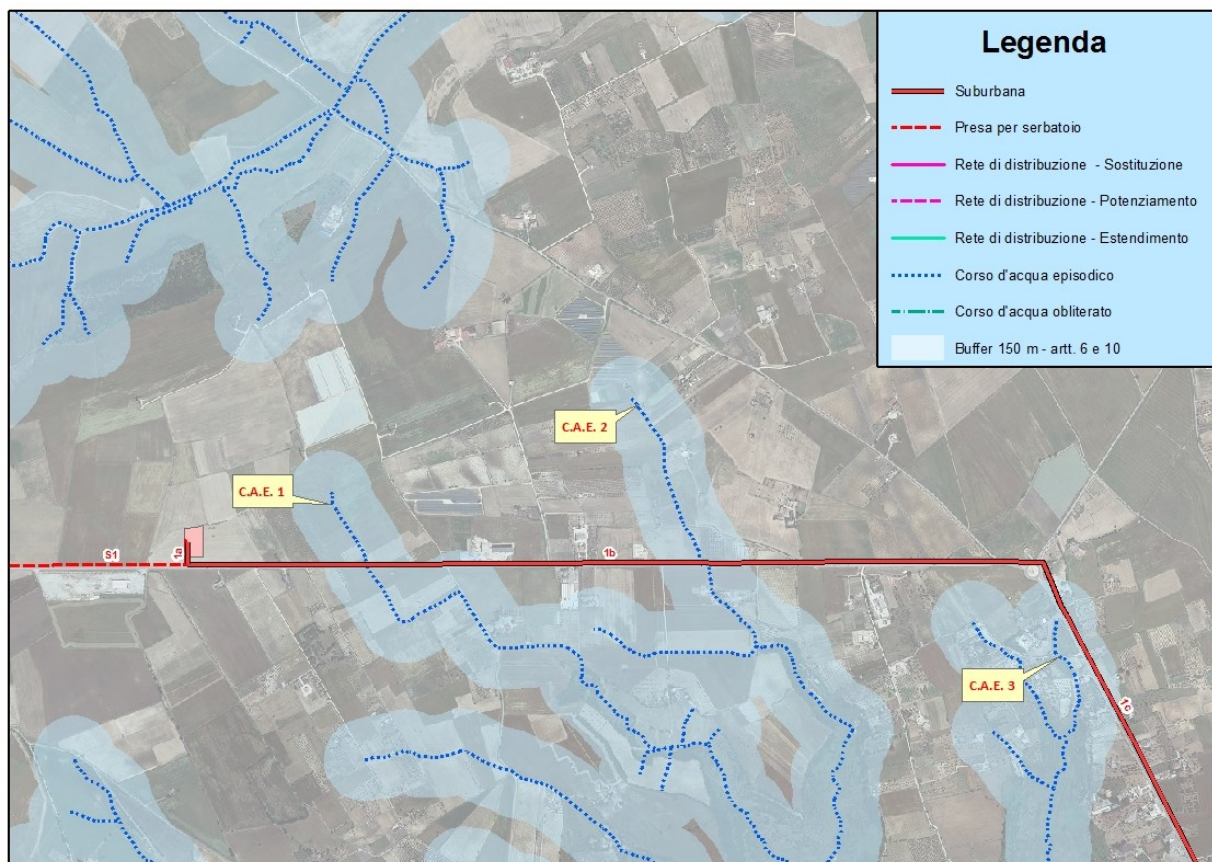 Legenda
Suburbana
Presa per serbatoio
Rete di distribuzione - Sostituzione
Rete di distribuzione - Potenziamento
Rete di distribuzione - Estendimento
Corso d'acqua episodico
Corso d'acqua obliterato
Buffer 150 m - artt. 6 e 10
C.A.E. 2
C.A.E. 1
S1
1a
1b
C.A.E. 3
1c